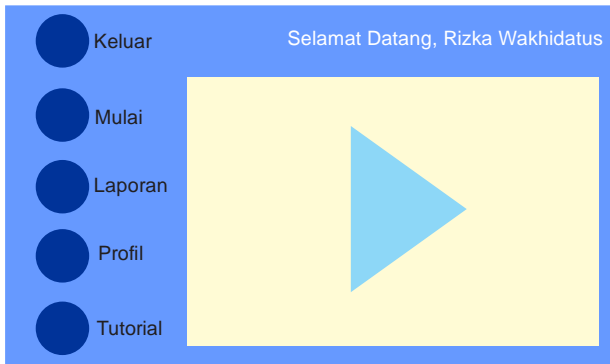 Keluar
Selamat Datang, Rizka Wakhidatus
Mulai
Laporan
Profil
Tutorial